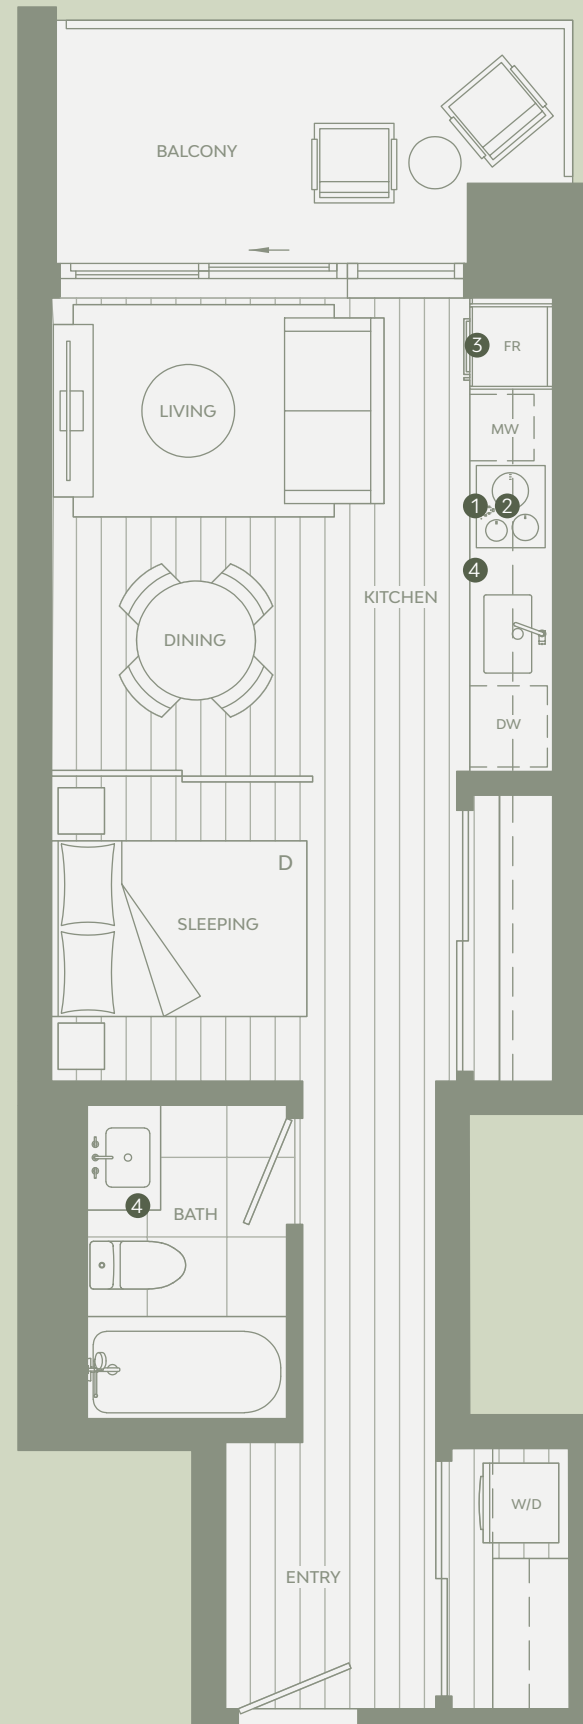 BALCONY
3
FR
LIVING
MW
1
2
4
KITCHEN
DINING
DW
D
SLEEPING
4
BATH
W/D
ENTRY